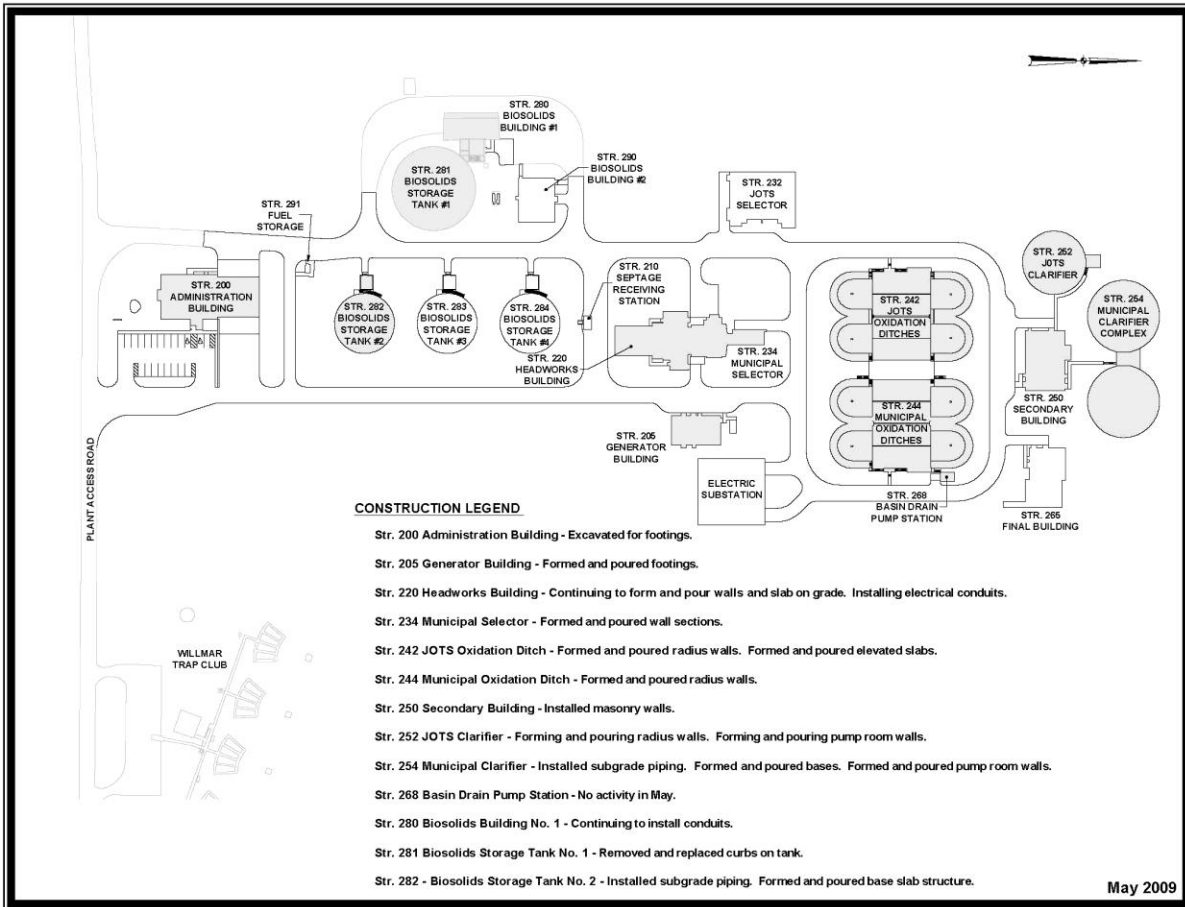 STR. 280
BIOSOLIDS
BUILDING #1
STR. 281
BIOSOLIDS
STORAGE
TANK #1
STR. 290
BIOSOLIDS
BUILDING #2
STR. 232
JOTS
SELECTOR
STR. 291
FUEL
STORAGE
STR. 252
JOTS
CLARIFIER
STR. 200
ADMINISTRATION
BUILDING
STR. 210
SEPTAGE
RECEIVING
STATION
STR. 282
BIOSOLIDS
STORAGE
TANK #2
STR. 283
BIOSOLIDS
STORAGE
TANK #3
STR. 284
BIOSOLIDS
STORAGE
TANK #4
STR. 242
JOTS
OXIDATION
DITCHES
STR. 254
MUNICIPAL
CLARIFIER
COMPLEX
STR. 220
HEADWORKS
BUILDING
STR. 234
MUNICIPAL
SELECTOR
STR. 250
SECONDARY
BUILDING
STR. 244
MUNICIPAL
OXIDATION
DITCHES
STR. 205
GENERATOR
BUILDING
ELECTRIC
SUBSTATION
STR. 268
BASIN DRAIN
PUMP STATION
STR. 265
FINAL BUILDING
PLANT ACCESS ROAD
WILLMAR
TRAP CLUB
CONSTRUCTION LEGEND
Str. 200 Administration Building - Excavated for footings.
Str. 205 Generator Building - Formed and poured footings.
Str. 220 Headworks Building - Continuing to form and pour walls and slab on grade. Installing electrical conduits.
Str. 234 Municipal Selector - Formed and poured wall sections.
Str. 242 JOTS Oxidation Ditch - Formed and poured radius walls. Formed and poured elevated slabs.
Str. 244 Municipal Oxidation Ditch - Formed and poured radius walls.
Str. 250 Secondary Building - Installed masonry walls.
Str. 252 JOTS Clarifier - Forming and pouring radius walls. Forming and pouring pump room walls.
Str. 254 Municipal Clarifier - Installed subgrade piping. Formed and poured bases. Formed and poured pump room walls.
Str. 268 Basin Drain Pump Station - No activity in May.
Str. 280 Biosolids Building No. 1 - Continuing to install conduits.
Str. 281 Biosolids Storage Tank No. 1 - Removed and replaced curbs on tank.
Str. 282 - Biosolids Storage Tank No. 2 - Installed subgrade piping. Formed and poured base slab structure.
May 2009